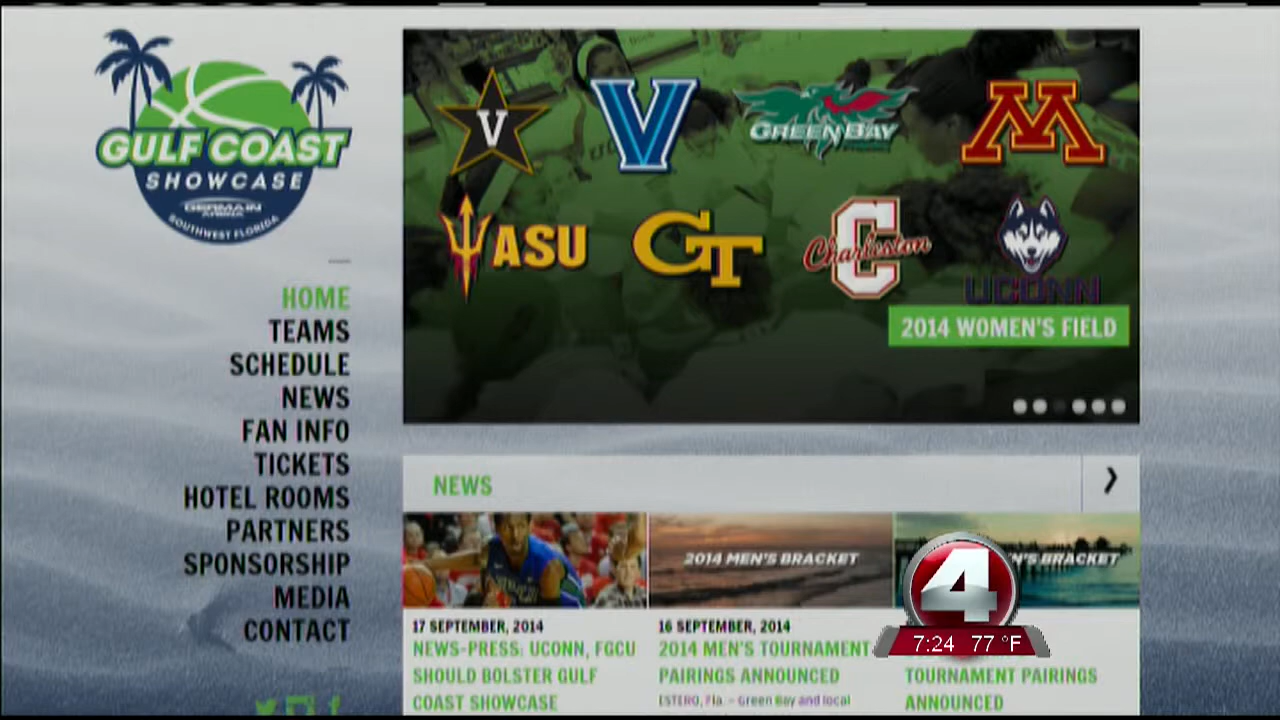 GULF COAST
SHOWCASE
GERMAIN
ARENA
SOUTHWEST FLORIDA
HOME
TEAMS
SCHEDULE
NEWS
FAN INFO
TICKETS
HOTEL ROOMS
PARTNERS
SPONSORSHIP
MEDIA
CONTACT
V
V
GREEN BAY
M
ASU
GT
C
Charleston
UCONN
2014 WOMEN'S FIELD
NEWS
2014 MEN'S BRACKET
N'S BRACKET
17 SEPTEMBER, 2014
NEWS-PRESS: UCONN, FGCU
SHOULD BOLSTER GULF
COAST SHOWCASE
16 SEPTEMBER, 2014
2014 MEN'S TOURNAMENT
PAIRINGS ANNOUNCED
ESTERO, Fla. – Green Bay and local
TOURNAMENT PAIRINGS
ANNOUNCED
4
7:24 77 °F